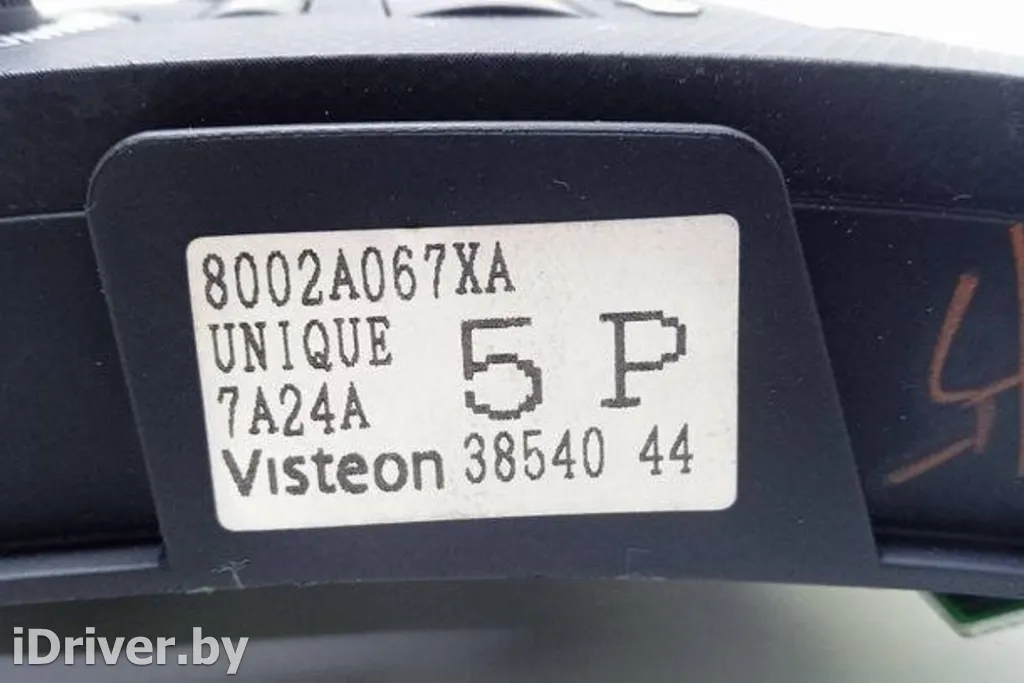 8002A067XA
UNIQUE
7A24A
5 P
Visteon 38540 44
iDriver.by